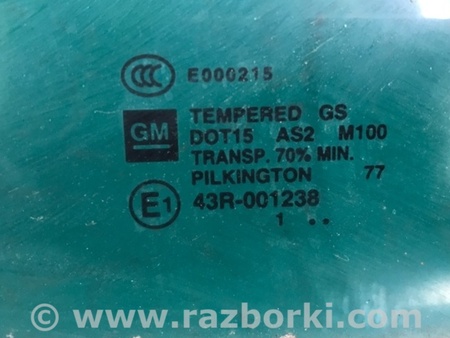 CCC E000215
GM TEMPERED GS
DOT15 AS2 M100
TRANSP. 70% MIN.
PILKINGTON 77
E1 43R-001238
1 ..
© www.razborki.com